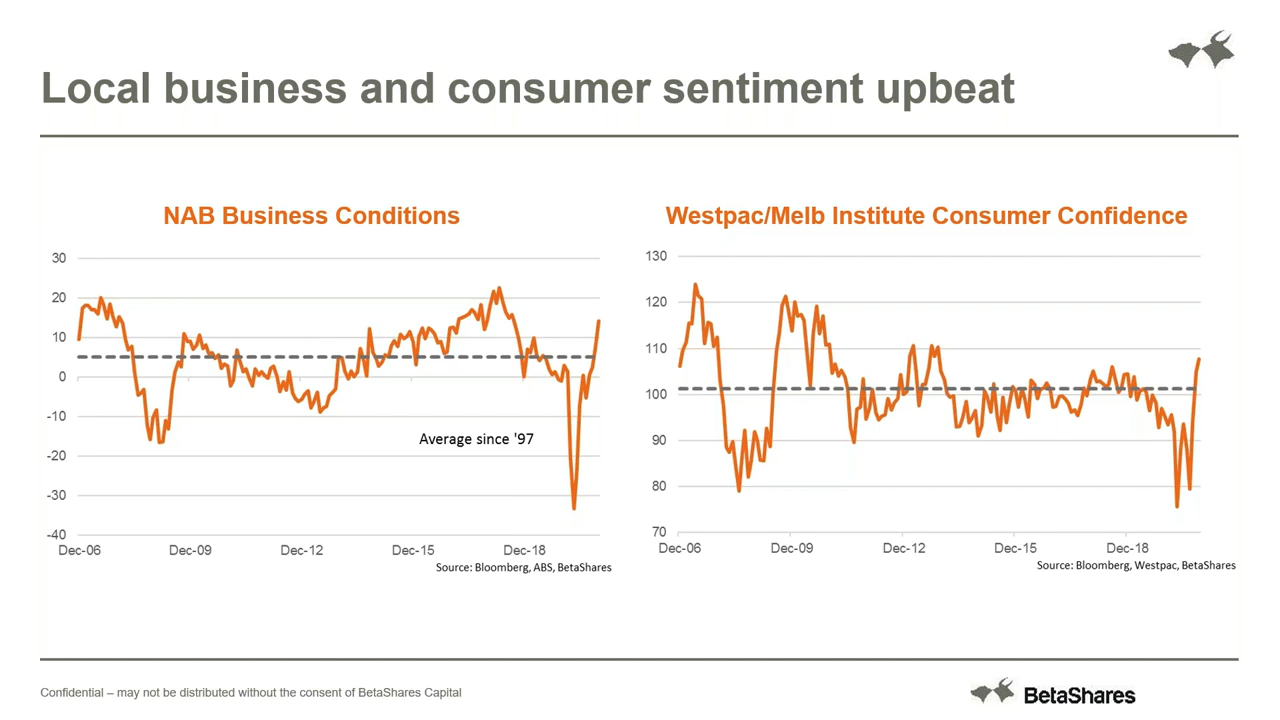 Local business and consumer sentiment upbeat
NAB Business Conditions
30
20
10
0
-10
-20
-30
-40
Average since '97
Dec-06 Dec-09 Dec-12 Dec-15 Dec-18
Source: Bloomberg, ABS, BetaShares
Westpac/Melb Institute Consumer Confidence
130
120
110
100
90
80
70
Dec-06 Dec-09 Dec-12 Dec-15 Dec-18
Source: Bloomberg, Westpac, BetaShares
Confidential – may not be distributed without the consent of BetaShares Capital
BetaShares